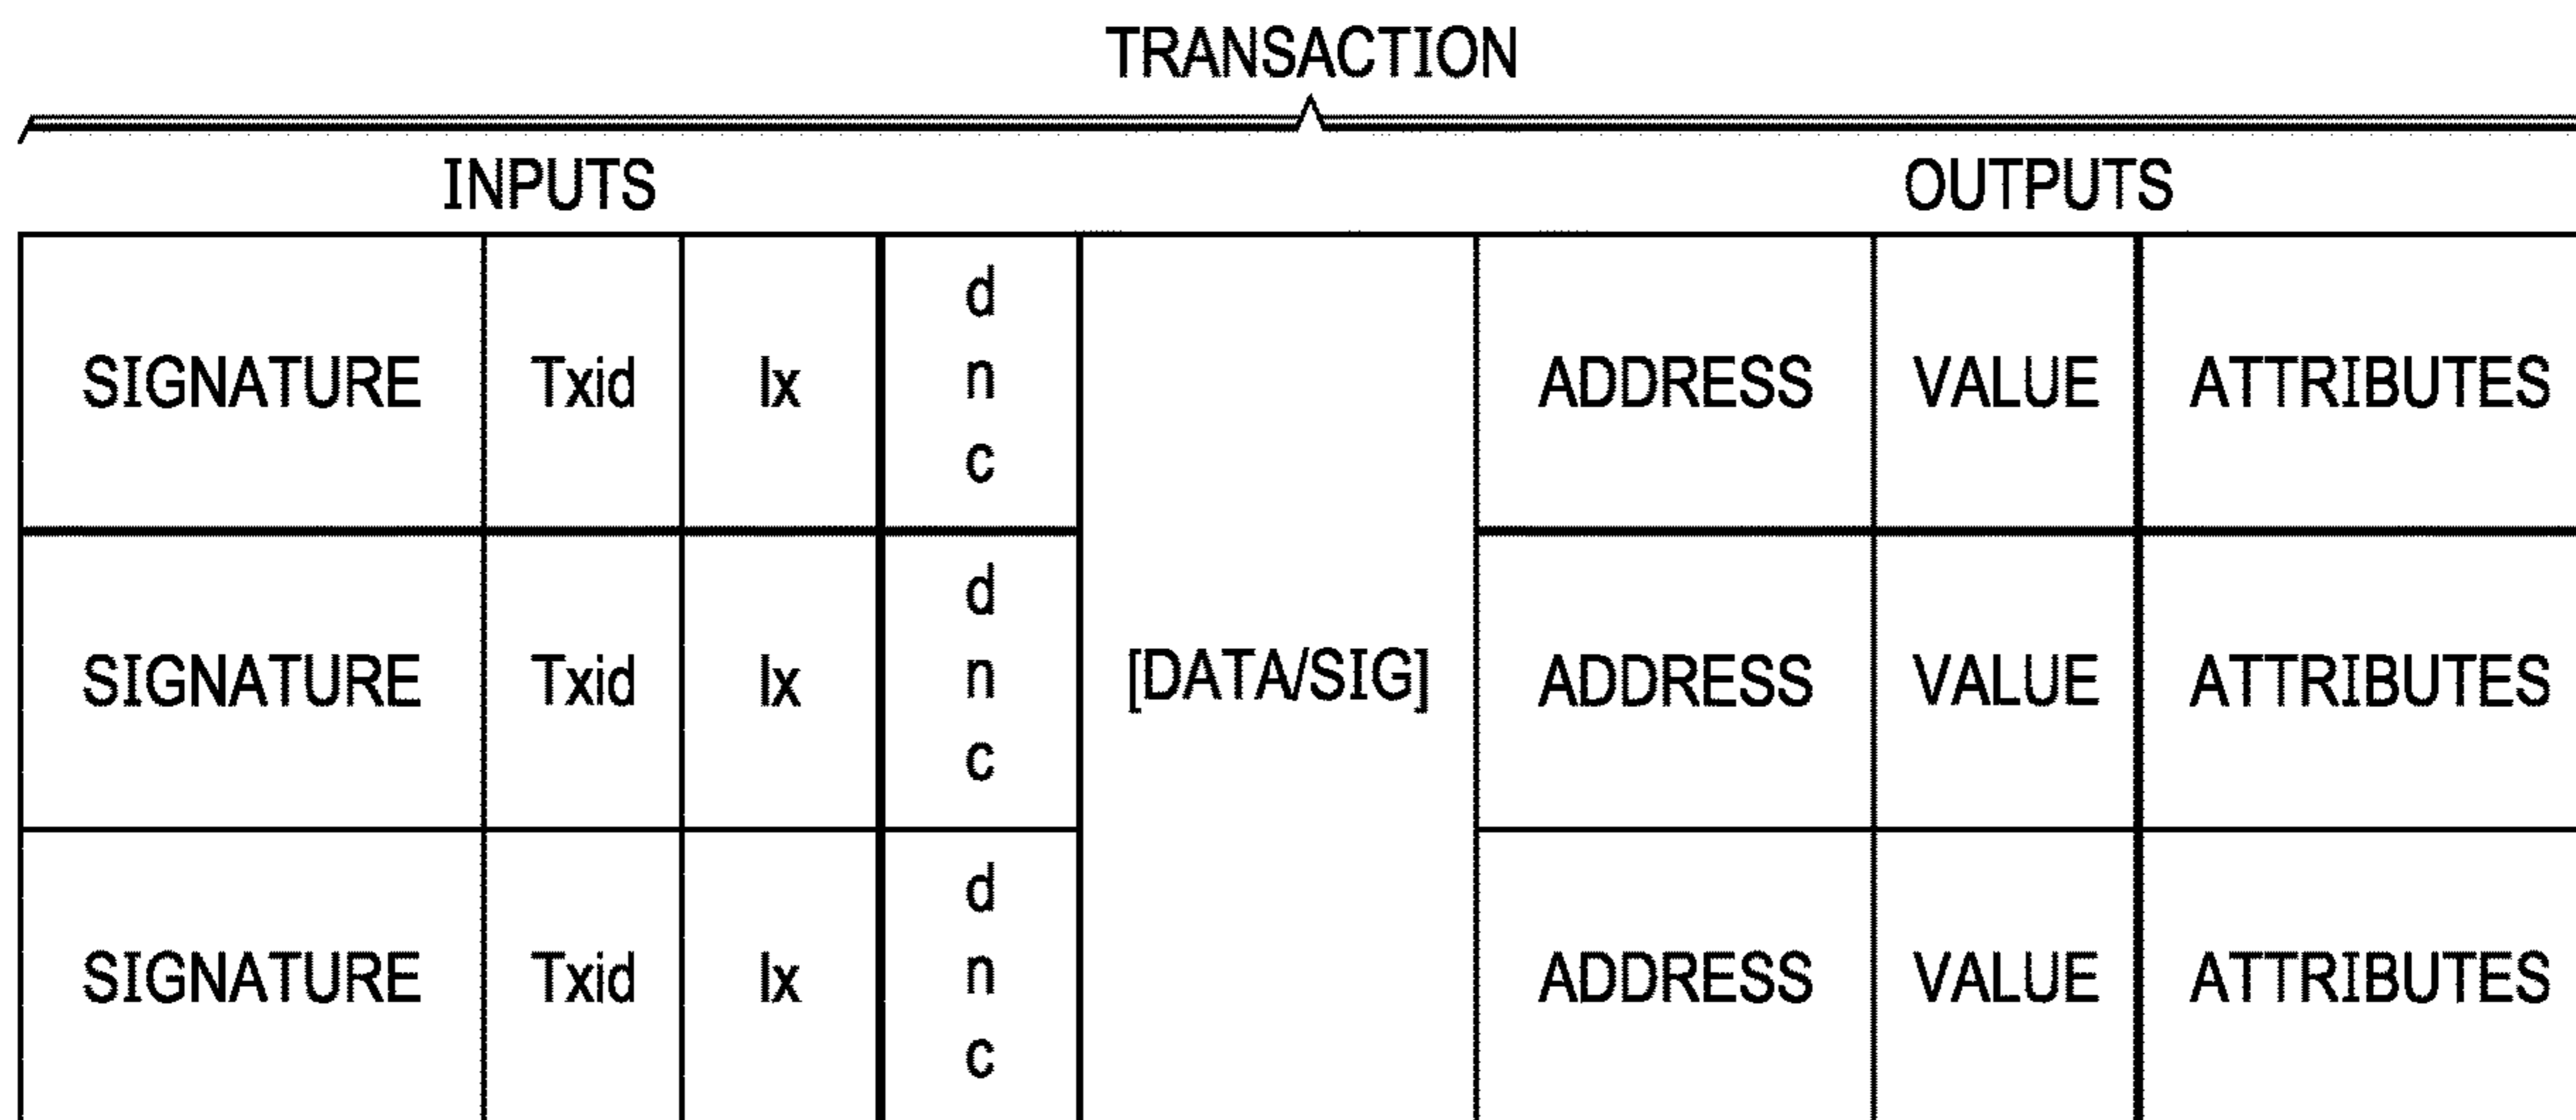 TRANSACTION
INPUTS OUTPUTS
SIGNATURE Txid Ix d n c ADDRESS VALUE ATTRIBUTES
SIGNATURE Txid Ix d n c [DATA/SIG] ADDRESS VALUE ATTRIBUTES
SIGNATURE Txid Ix d n c ADDRESS VALUE ATTRIBUTES